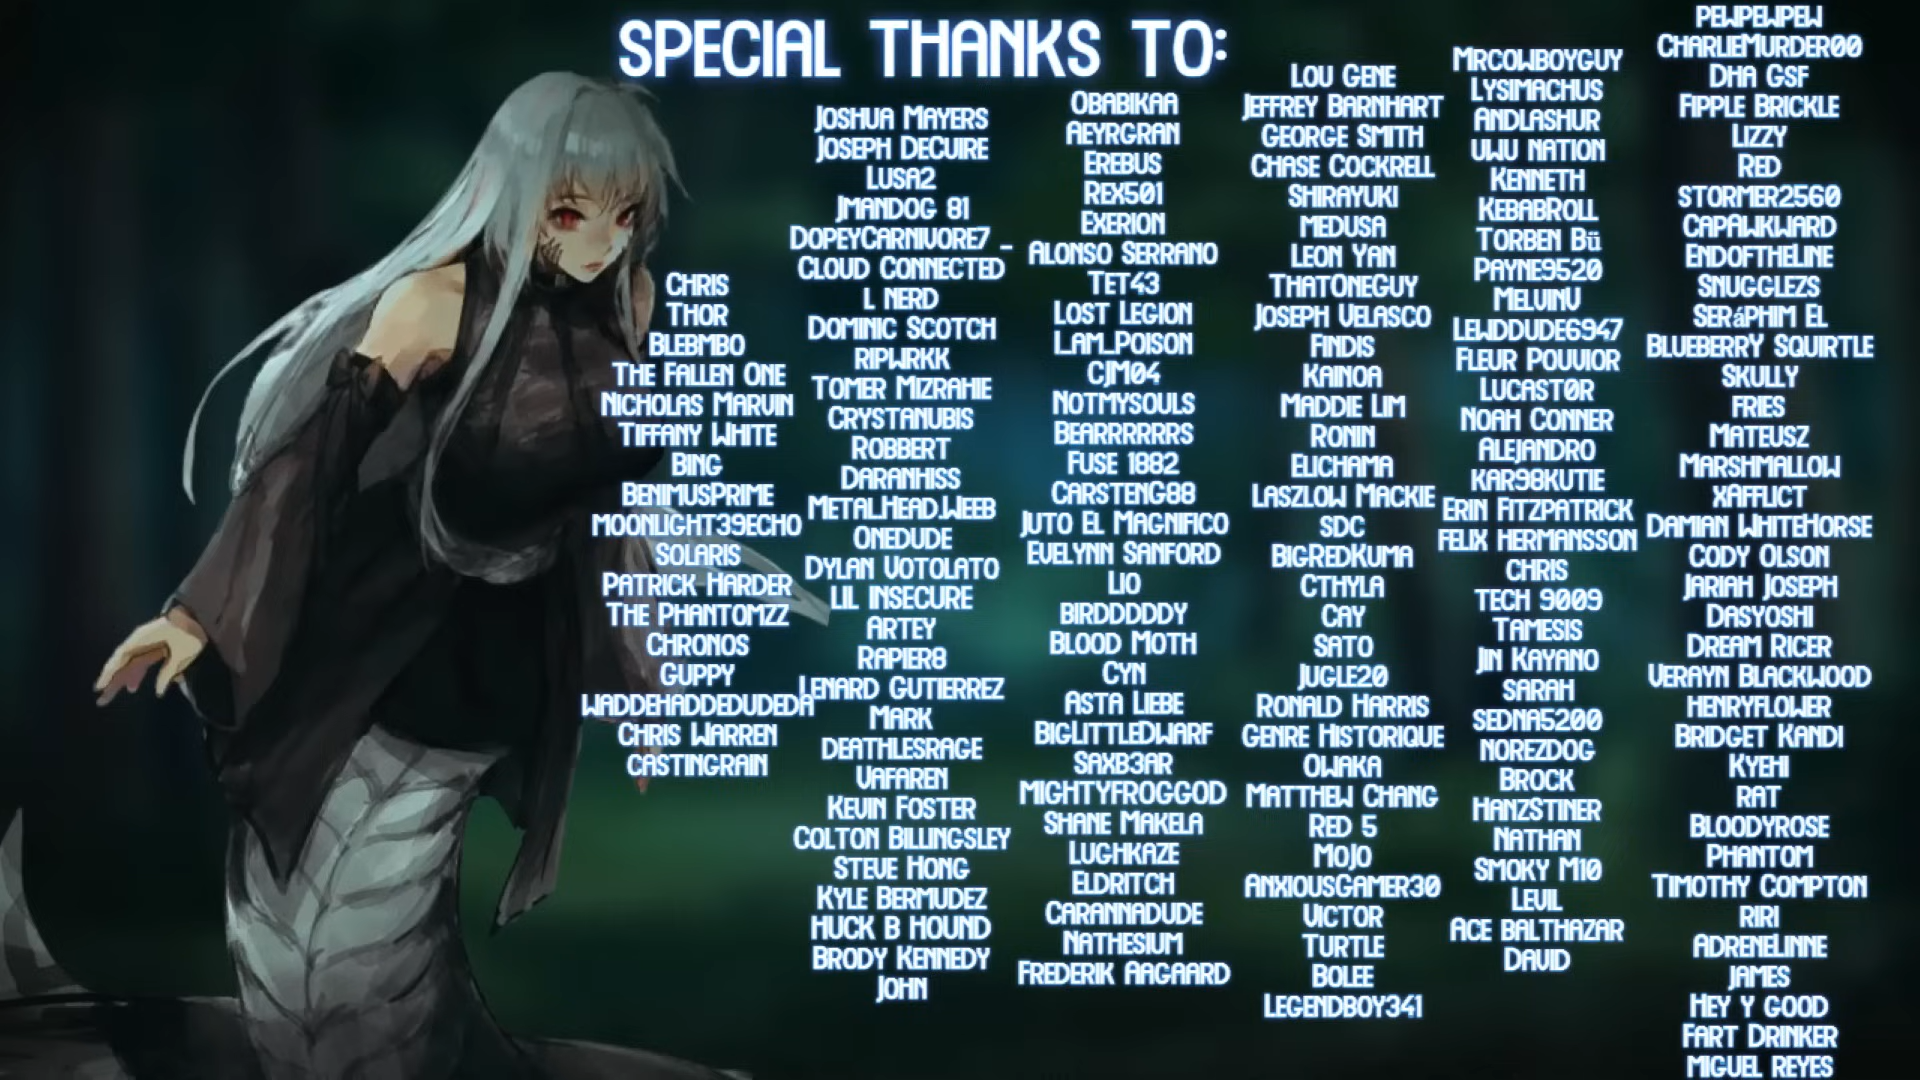 SPECIAL THANKS TO:
CHRIS
THOR
BLEBMBO
THE FALLEN ONE
NICHOLAS MARVIN
TIFFANY WHITE
BING
BENIMUSPRIME
MOONLIGHT39ECHO
SOLARIS
PATRICK HARDER
THE PHANTOMZZ
CHRONOS
GUPPY
WADDEHADDEDUDEDA
CHRIS WARREN
CASTINGRAIN
JOSHUA MAYERS
JOSEPH DECUIRE
LUSA2
JMANDOG 81
DOPEYCARNIVORE7 _
CLOUD CONNECTED
L NERD
DOMINIC SCOTCH
RIPWRKK
TOMER MIZRAHIE
CRYSTANUBIS
ROBBERT
DARANHISS
METAL.HEAD.WEEB
ONEDUDE
DYLAN VOTOLATO
LIL INSECURE
ARTEY
RAPIER8
LENARD GUTIERREZ
MARK
DEATHLESRAGE
VAFAREN
KEVIN FOSTER
COLTON BILLINGSLEY
STEVE HONG
KYLE BERMUDEZ
HUCK B HOUND
BRODY KENNEDY
JOHN
OBABIKAA
AEYRGRAN
EREBUS
REX501
EXERION
ALONSO SERRANO
TET43
LOST LEGION
I_AM_POISON
CJM04
NOTMYSOULS
BEARRRRRRS
FUSE 1882
CARSTENG88
JUTO EL MAGNIFICO
EVELYNN SANFORD
LIO
BIRDDDDDY
BLOOD MOTH
CYN
ASTA LIEBE
BIGLITTLEDWARF
SAXB3AR
MIGHTYFROGGOD
SHANE MAKELA
LUGHKAZE
ELDRITCH
CARANNADUDE
NATHESIUM
FREDERIK AAGAARD
LOU GENE
JEFFREY BARNHART
GEORGE SMITH
CHASE COCKRELL
SHIRAYUKI
MEDUSA
LEON YAN
THATONEGUY
JOSEPH VELASCO
FINDIS
KAINOA
MADDIE LIM
RONIN
ELICHAMA
LASZLOW MACKIE
SDC
BIGREDKUMA
CTHYLA
CAY
SATO
JUGLE20
RONALD HARRIS
GENRE HISTORIQUE
OWAKA
MATTHEW CHANG
RED 5
MOJO
ANXIOUSGAMER30
VICTOR
TURTLE
BOLEE
LEGENDBOY341
MRCOWBOYGUY
LYSIMACHUS
ANDLASHUR
UWU NATION
KENNETH
KEBABROLL
TORBEN Bü
PAYNE9520
MELVINV
LEWDDUDE6947
FLEUR POUVIOR
LUCAST0R
NOAH CONNER
ALEJANDRO
KAR98KUTIE
ERIN FITZPATRICK
FELIX HERMANSSON
CHRIS
TECH 9009
TAMESIS
JIN KAYANO
SARAH
SEDNA5200
NOREZDOG
BROCK
HANZSTINER
NATHAN
SMOKY M10
LEVIL
ACE BALTHAZAR
DAVID
PEWPEWPEW
CHARLIEMURDER00
DHA GSF
FIPPLE BRICKLE
LIZZY
RED
STORMER2560
CAPAWKWARD
ENDOFTHELINE
SNUGGLEZS
SERáPHIM EL
BLUEBERRY SQUIRTLE
SKULLY
FRIES
MATEUSZ
MARSHMALLOW
XAFFLICT
DAMIAN WHITEHORSE
CODY OLSON
JARIAH JOSEPH
DASYOSHI
DREAM RICER
VERAYN BLACKWOOD
HENRYFLOWER
BRIDGET KANDI
KYEHI
RAT
BLOODYROSE
PHANTOM
TIMOTHY COMPTON
RIRI
ADRENELINNE
JAMES
HEY Y GOOD
FART DRINKER
MIGUEL REYES